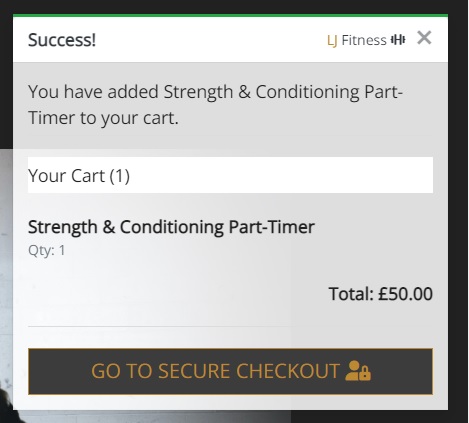 Success!
LJ Fitness
You have added Strength & Conditioning Part-
Timer to your cart.
Your Cart (1)
Strength & Conditioning Part-Timer
Qty: 1
Total: £50.00
GO TO SECURE CHECKOUT